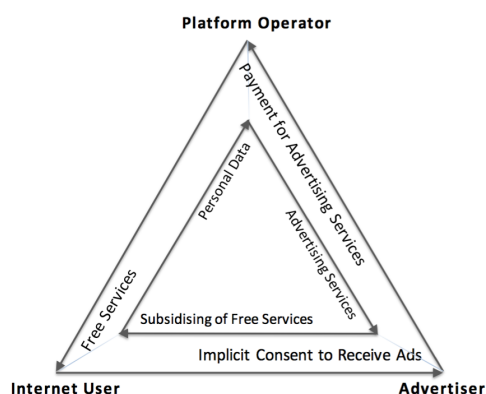 Platform Operator
Payment for Advertising Services
Personal Data
Advertising Services
Free Services
Subsidising of Free Services
Implicit Consent to Receive Ads
Internet User
Advertiser